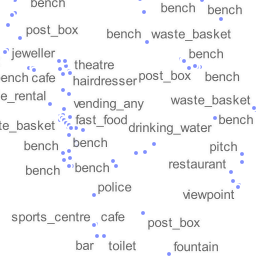 bench
bench
bench
post_box
bench
waste_basket
jeweller
theatre
bench
ench
cafe
hairdresser
post_box
bench
e_rental
vending_any
waste_basket
te_basket
fast_food
drinking_water
bench
bench
bench
pitch
bench
bench
restaurant
police
viewpoint
sports_centre
cafe
post_box
bar
toilet
fountain